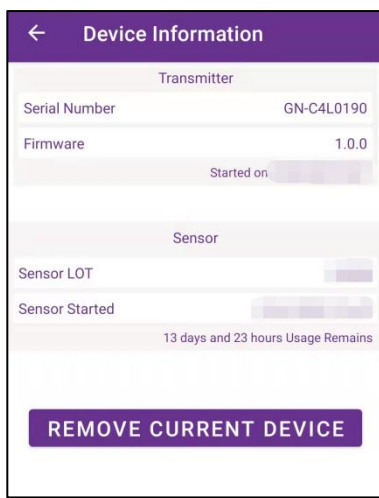 Device Information
Transmitter
Serial Number GN-C4L0190
Firmware 1.0.0
Started on
Sensor
Sensor LOT
Sensor Started
13 days and 23 hours Usage Remains
REMOVE CURRENT DEVICE